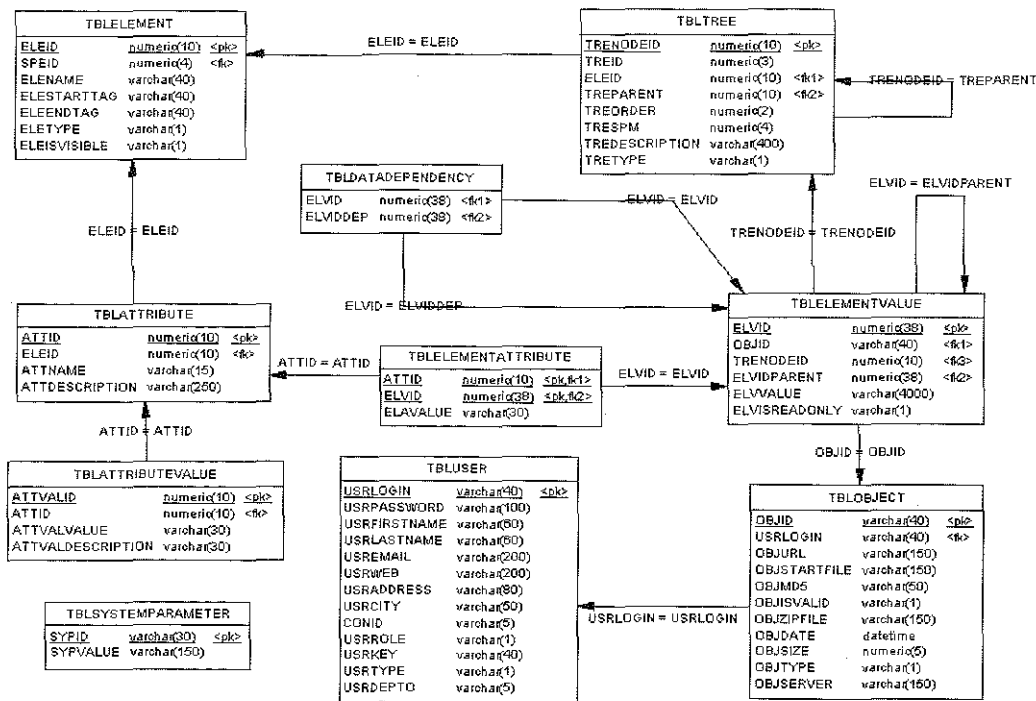 TBLELEMENT
ELEID numeric(10) <pk>
SPEID numeric(4) <fk>
ELENAME varchar(40)
ELESTARTTAG varchar(40)
ELEENDTAG varchar(40)
ELETYPE varchar(1)
ELEISVISIBLE varchar(1)
ELEID = ELEID
TBLTREE
TRENODEID numeric(10) <pk>
TREID numeric(3)
ELEID numeric(10) <fk1>
TREPARENT numeric(10) <fk2>
TREORDER numeric(2)
TRESPM numeric(4)
TREDESCRIPTION varchar(400)
TRETYPE varchar(1)
TRENODEID = TREPARENT
TBLDATADEPENDENCY
ELVID numeric(38) <fk1>
ELVIDDEP numeric(38) <fk2>
ELVID = ELVID
ELVID = ELVIDPARENT
ELEID = ELEID
TRENODEID = TRENODEID
ELVID = ELVIDDEP
TBLATTRIBUTE
ATTID numeric(10) <pk>
ELEID numeric(10) <fk>
ATTNAME varchar(15)
ATTDESCRIPTION varchar(250)
ATTID = ATTID
TBLELEMENTATTRIBUTE
ATTID numeric(10) <pk,fk1>
ELVID numeric(38) <pk,fk2>
ELAVALUE varchar(30)
ELVID = ELVID
TBLELEMENTVALUE
ELVID numeric(38) <pk>
OBJID varchar(40) <fk1>
TRENODEID numeric(10) <fk3>
ELVIDPARENT numeric(38) <fk2>
ELVVALUE varchar(4000)
ELVISREADONLY varchar(1)
ATTID = ATTID
OBJID = OBJID
TBLATTRIBUTEVALUE
ATTVALID numeric(10) <pk>
ATTID numeric(10) <fk>
ATTVALVALUE varchar(30)
ATTVALDESCRIPTION varchar(30)
TBLUSER
USRLOGIN varchar(40) <pk>
USRPASSWORD varchar(100)
USRFIRSTNAME varchar(60)
USRLASTNAME varchar(60)
USREMAIL varchar(200)
USRWEB varchar(200)
USRADDRESS varchar(80)
USRCITY varchar(50)
CONID varchar(5)
USRROLE varchar(1)
USRKEY varchar(40)
USRTYPE varchar(1)
USRDEPTO varchar(5)
USRLOGIN = USRLOGIN
TBLOBJECT
OBJID varchar(40) <pk>
USRLOGIN varchar(40) <fk>
OBJURL varchar(150)
OBJSTARTFILE varchar(150)
OBJMD5 varchar(50)
OBJISVALID varchar(1)
OBJZIPFILE varchar(150)
OBJDATE datetime
OBJSIZE numeric(5)
OBJTYPE varchar(1)
OBJSERVER varchar(150)
TBLSYSTEMPARAMETER
SYPID varchar(30) <pk>
SYPVALUE varchar(150)